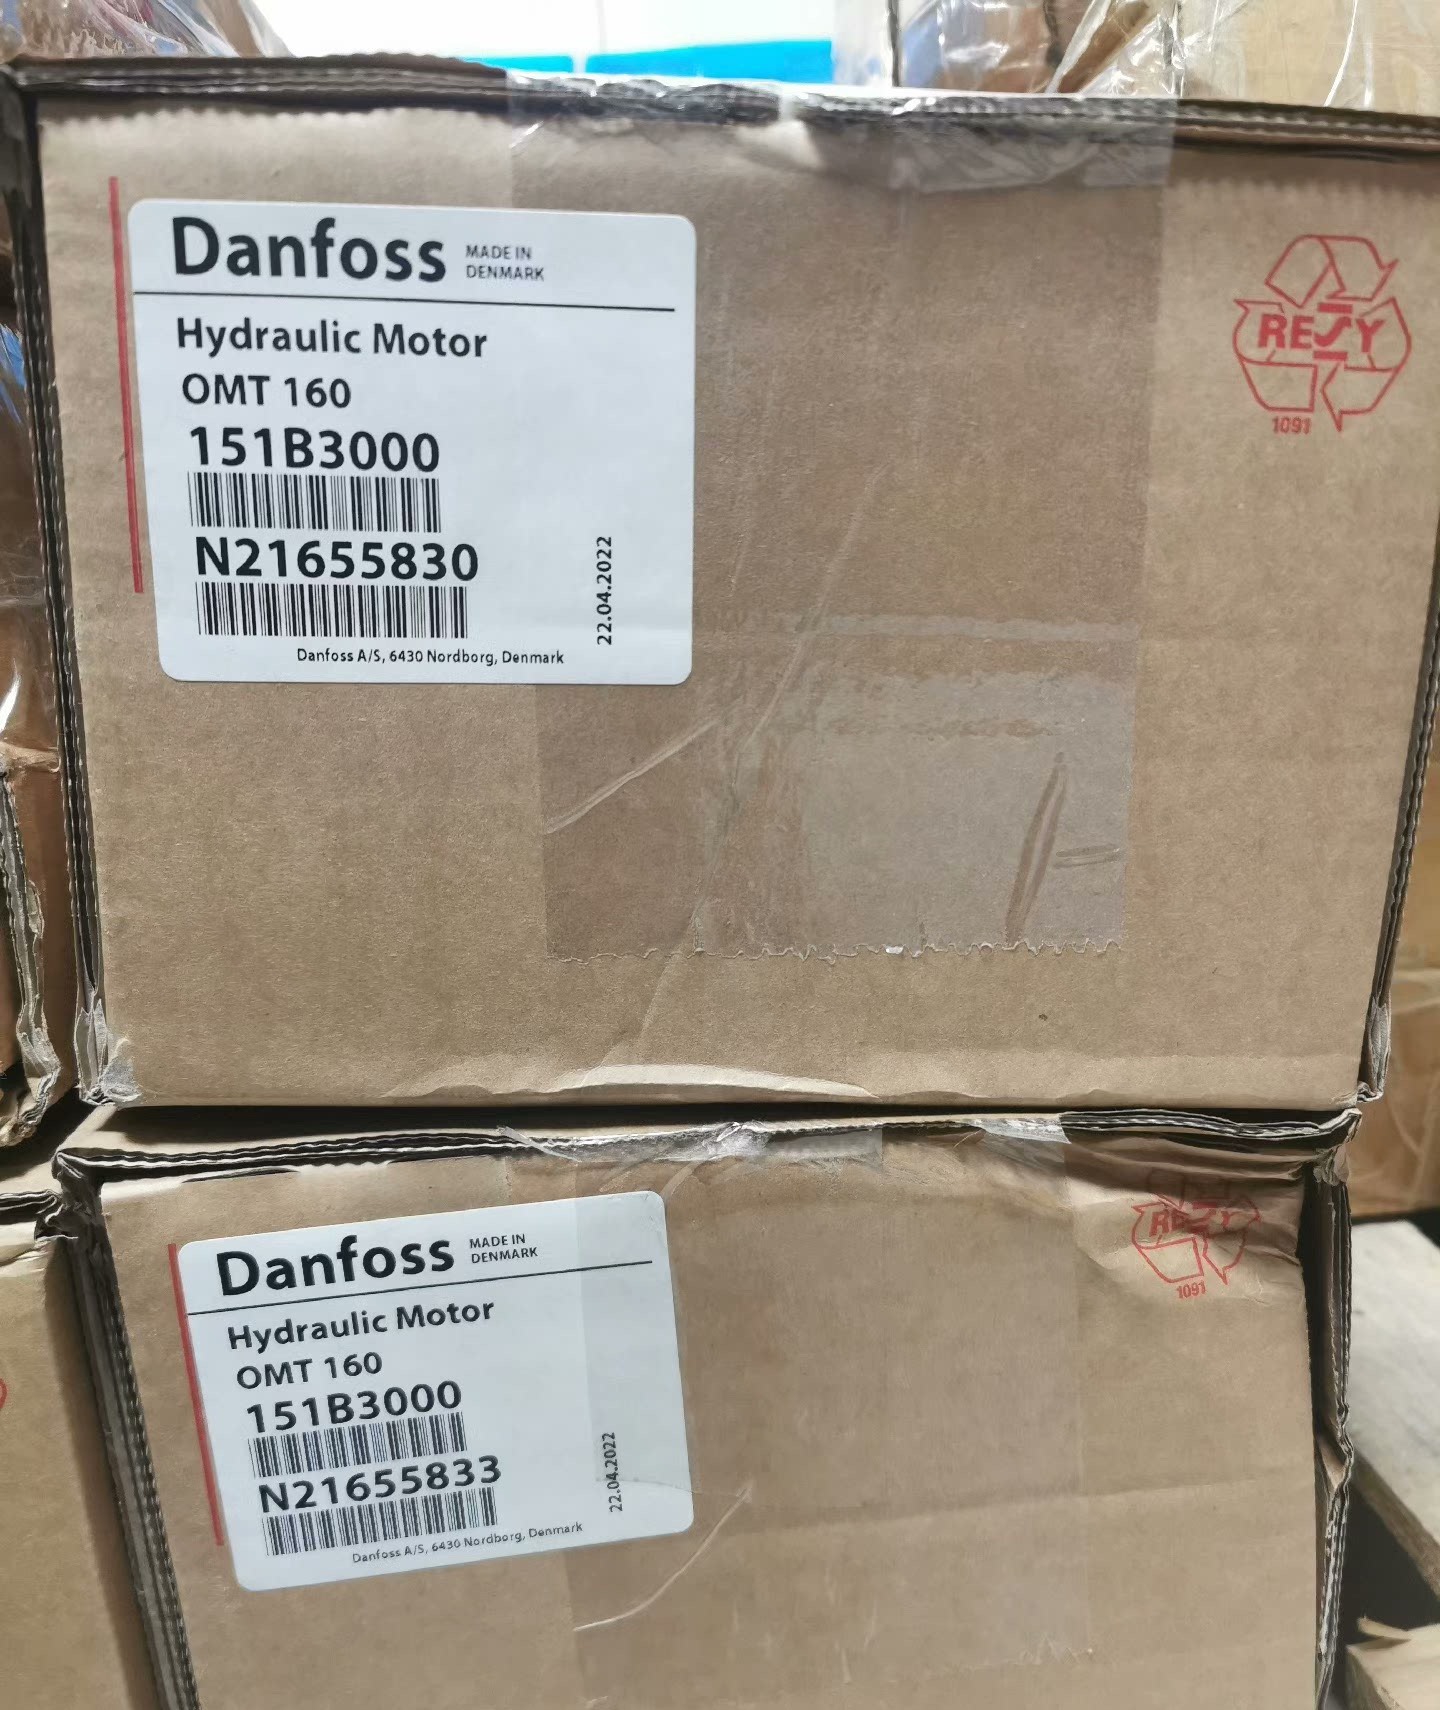 Danfoss MADE IN
DENMARK
Hydraulic Motor
OMT 160
151B3000
N21655830
22.04.2022
Danfoss A/S, 6430 Nordborg, Denmark
RESY
1091
Danfoss MADE IN
DENMARK
Hydraulic Motor
OMT 160
151B3000
N21655833
22.04.2022
Danfoss A/S, 6430 Nordborg, Denmark
RESY
1091